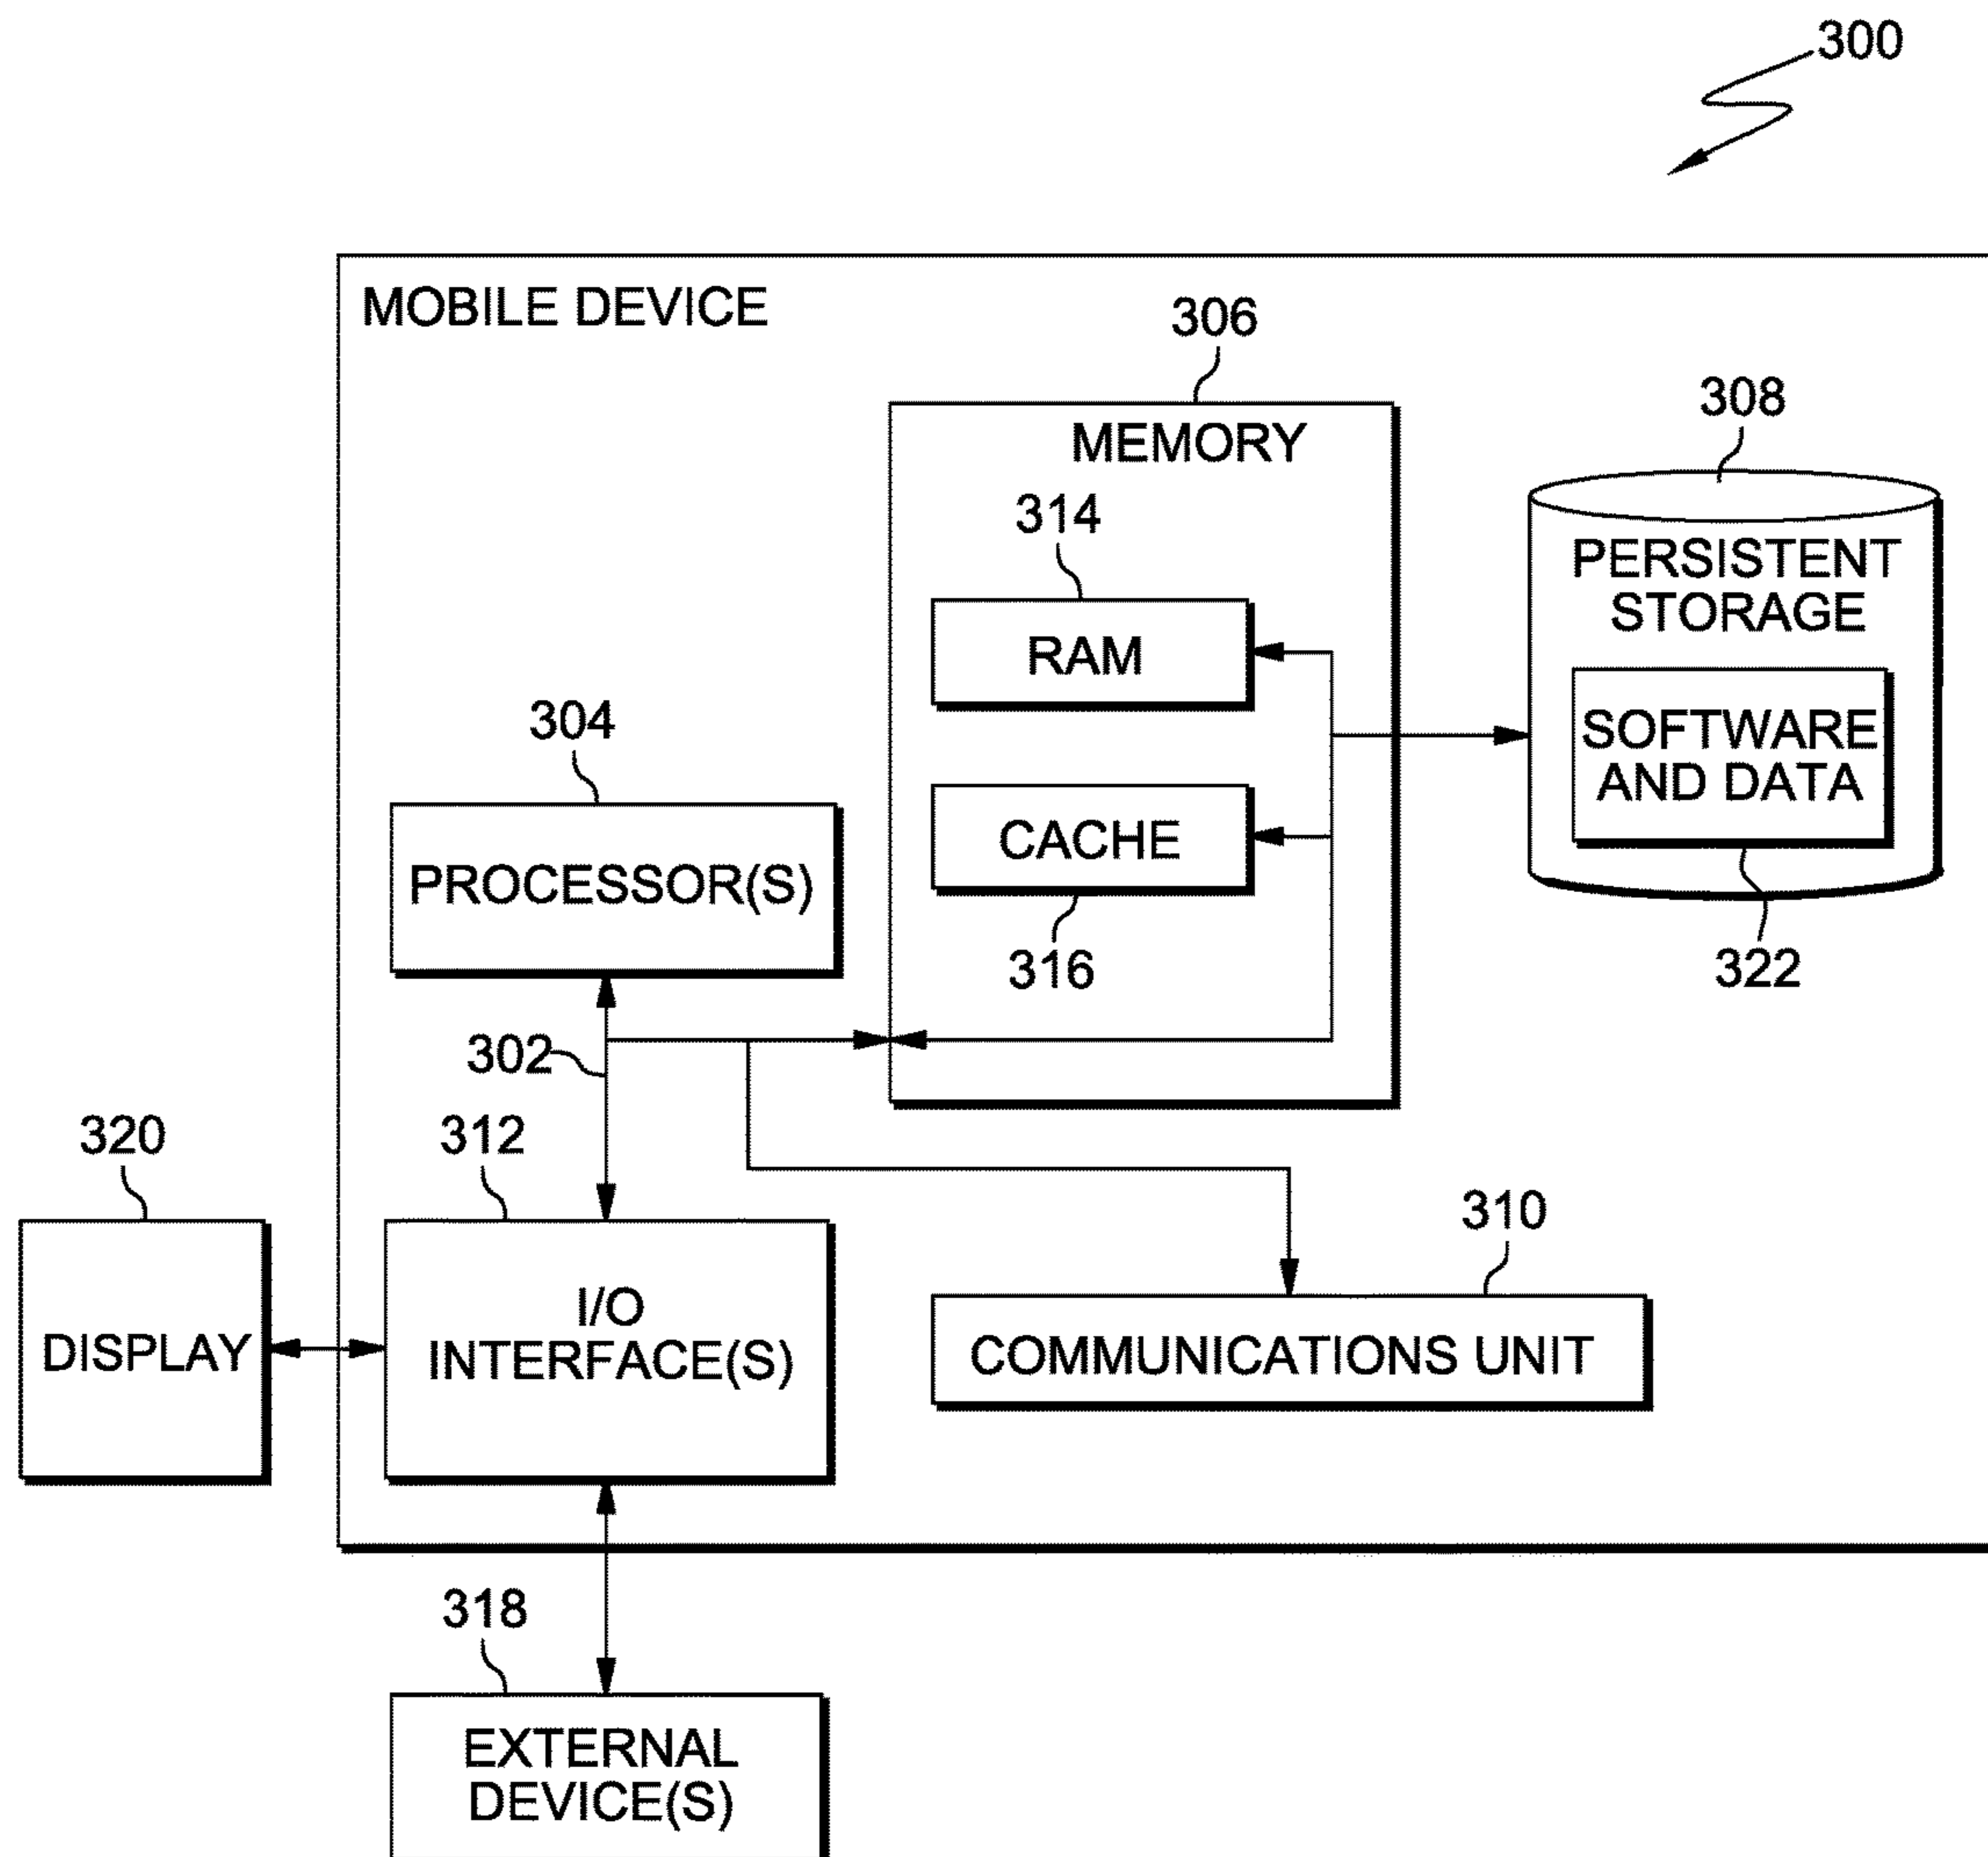 300
MOBILE DEVICE
306
MEMORY
308
314
RAM
PERSISTENT
STORAGE
SOFTWARE
AND DATA
322
304
PROCESSOR(S)
CACHE
316
302
320
DISPLAY
312
I/O
INTERFACE(S)
310
COMMUNICATIONS UNIT
318
EXTERNAL
DEVICE(S)